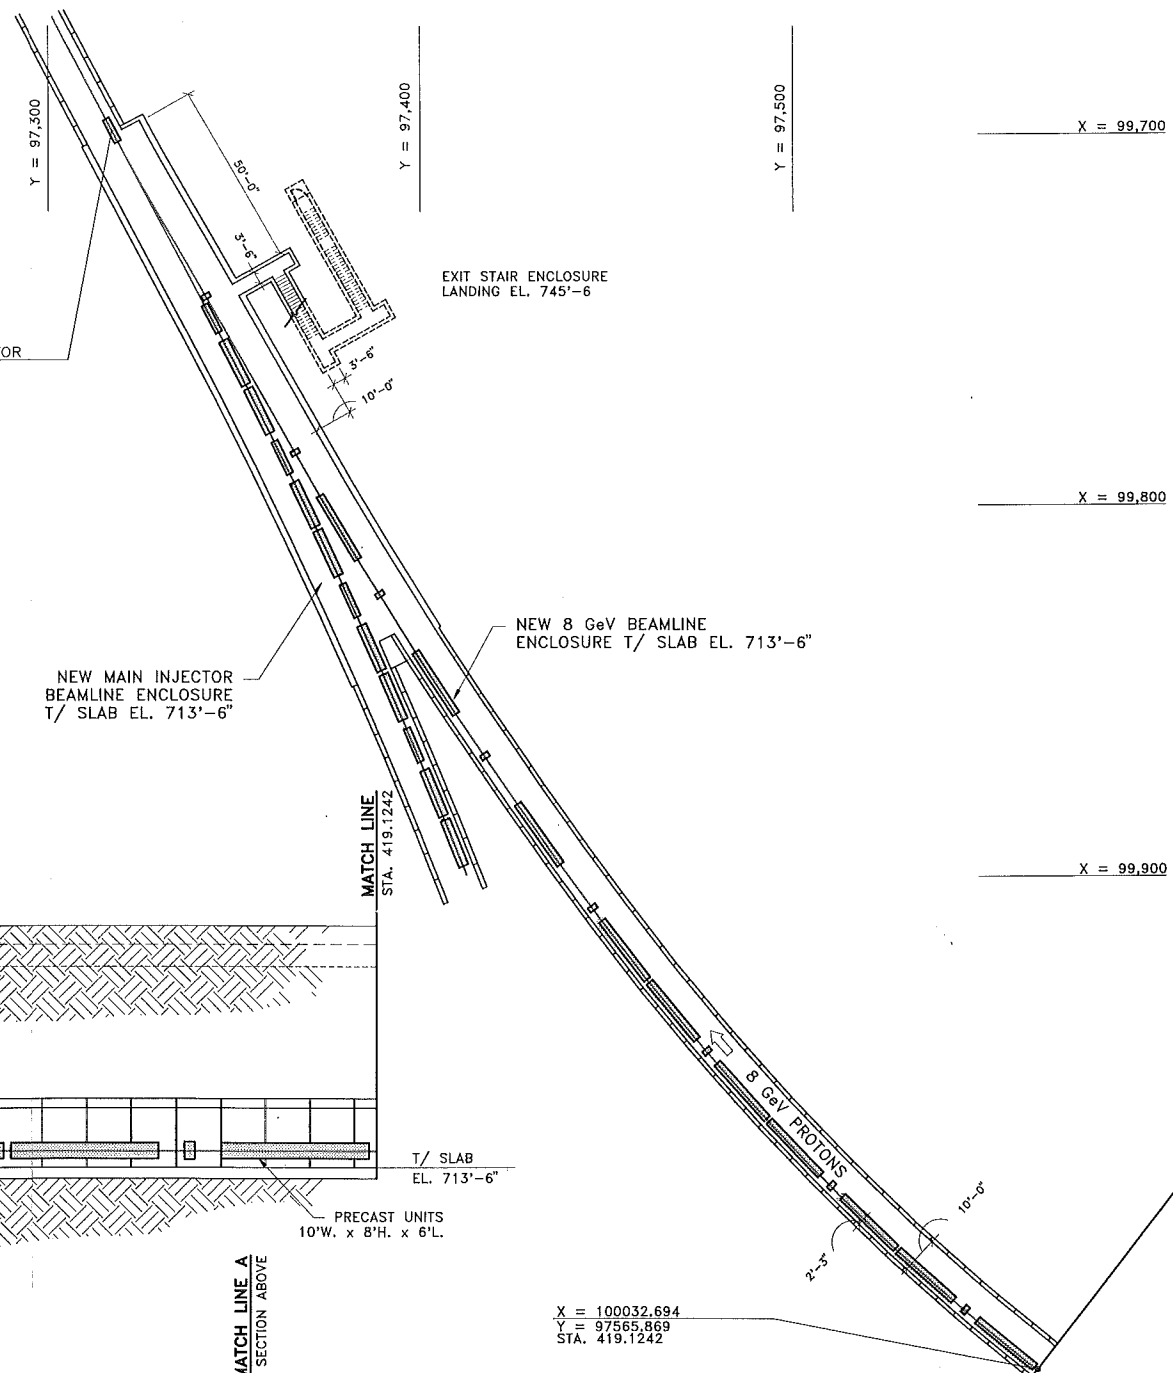 Y = 97,300
Y = 97,400
Y = 97,500
X = 99,700
50'-0"
3'-6"
EXIT STAIR ENCLOSURE
LANDING EL. 745'-6
TOR
3'-6"
10'-0"
X = 99,800
NEW 8 GeV BEAMLINE
ENCLOSURE T/ SLAB EL. 713'-6"
NEW MAIN INJECTOR
BEAMLINE ENCLOSURE
T/ SLAB EL. 713'-6"
MATCH LINE
STA. 419.1242
X = 99,900
8 GeV PROTONS
T/ SLAB
EL. 713'-6"
PRECAST UNITS
10'W. x 8'H. x 6'L.
10'-0"
2'-3"
MATCH LINE A
SECTION ABOVE
X = 100032.694
Y = 97565.869
STA. 419.1242